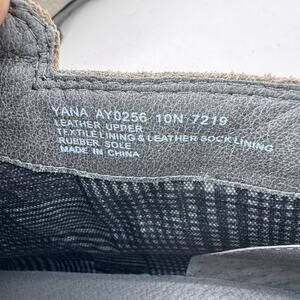 YANA AY0256 10N 7219
LEATHER UPPER
TEXTILE LINING & LEATHER SOCK LINING
RUBBER SOLE
MADE IN CHINA